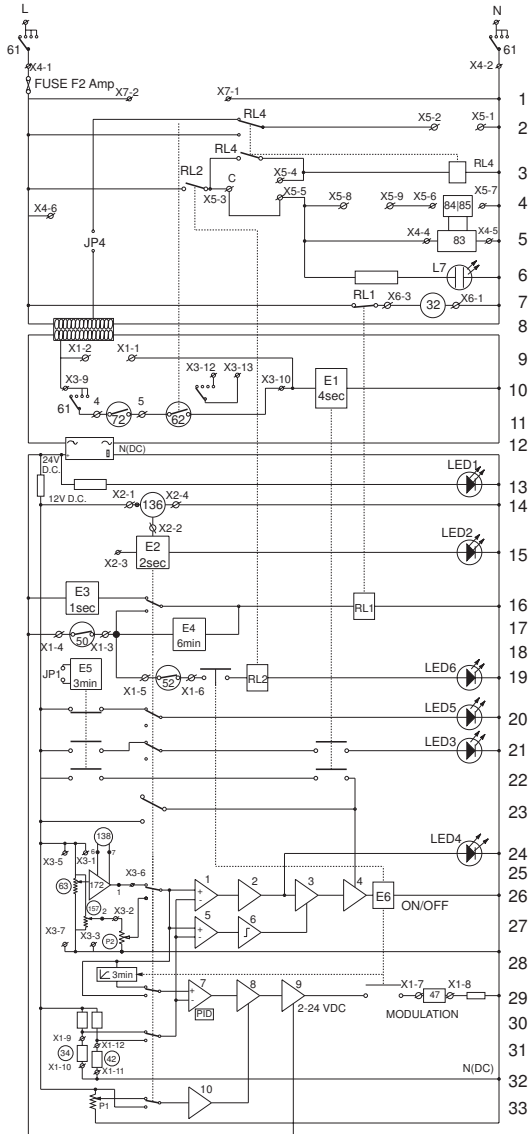 L N
61 61
X4-1 X4-2
FUSE F2 Amp
X7-2 X7-1 1
RL4 X5-2 X5-1 2
RL4 X5-4 RL4 3
RL2 C X5-3 X5-5 X5-8 X5-9 X5-6 84|85 X5-7 4
X4-6
JP4 X4-4 83 X4-5 5
L7 6
RL1 X6-3 32 X6-1 7
8
X1-2 X1-1 9
X3-9 X3-12 X3-13 X3-10 E1 4sec 10
61 4 72 5 62 11
12
24V D.C. N(DC)
LED1 13
12V D.C. X2-1 136 X2-4 14
X2-2
LED2
X2-3 E2 2sec 15
E3 1sec RL1 16
X1-4 50 X1-3 E4 6min 17
18
JP1 E5 3min X1-5 52 X1-6 RL2 LED6 19
LED5 20
LED3 21
22
23
138 LED4 24
X3-5 X3-1 6 7 25
63 172 1 X3-6 1 2 3 4 E6 ON/OFF 26
157 2 X3-2 5 6 27
X3-7 X3-3 P2
28
3min 7 8 9 2-24 VDC X1-7 47 X1-8 29
PID MODULATION
30
X1-9 X1-12
34 42 31
X1-10 X1-11 N(DC) 32
P1 10 33